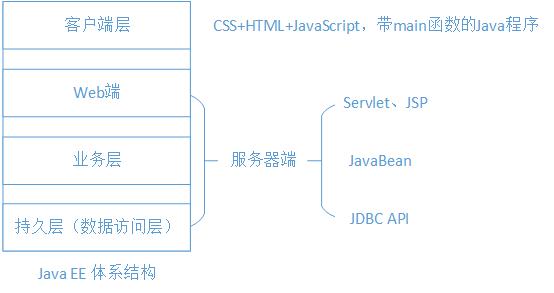 客户端层 CSS+HTML+JavaScript，带main函数的Java程序
Web端
Servlet、JSP
业务层
服务器端
JavaBean
持久层（数据访问层）
JDBC API
Java EE 体系结构